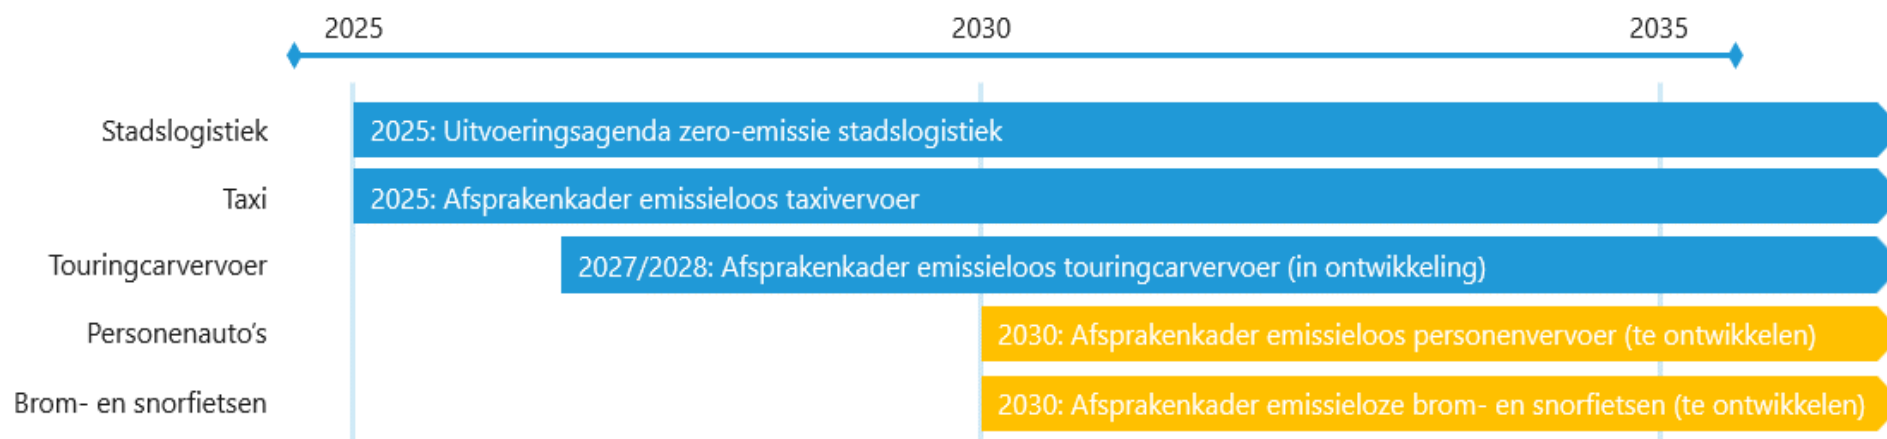 2025 2030 2035
Stadslogistiek 2025: Uitvoeringsagenda zero-emissie stadslogistiek
Taxi 2025: Afsprakenkader emissieloos taxivervoer
Touringcarvervoer 2027/2028: Afsprakenkader emissieloos touringcarvervoer (in ontwikkeling)
Personenauto’s 2030: Afsprakenkader emissieloos personenvervoer (te ontwikkelen)
Brom- en snorfietsen 2030: Afsprakenkader emissieloze brom- en snorfietsen (te ontwikkelen)